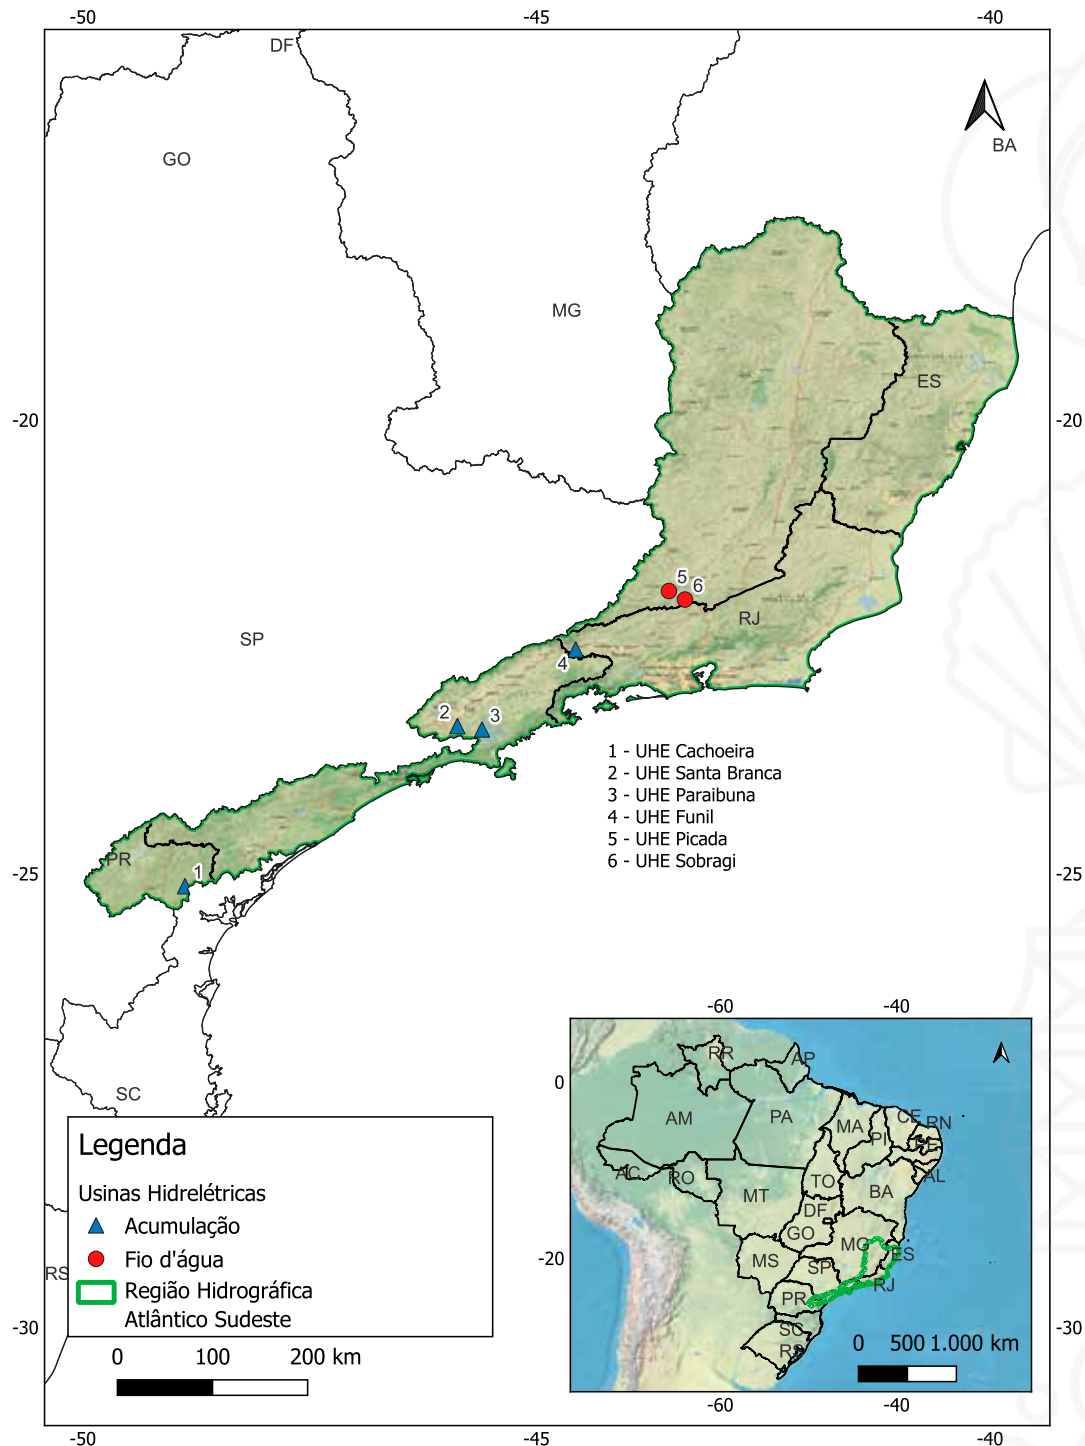 -50 -45 -40
DF
GO
BA
MG
ES
-20 -20
5
6
RJ
SP
4
2 3
1 - UHE Cachoeira
2 - UHE Santa Branca
3 - UHE Paraibuna
4 - UHE Funil
5 - UHE Picada
6 - UHE Sobragi
PR
1
-25 -25
SC
RS
Legenda
Usinas Hidrelétricas
Acumulação
Fio d'água
Região Hidrográfica
Atlântico Sudeste
0 100 200 km
-30 -30
-50 -45 -40
-60 -40
0
-20
RR
AP
AM
PA
MA
CE
RN
PI
PE
AL
AC
RO
TO
BA
MT
DF
GO
MG
ES
MS
SP
RJ
PR
SC
RS
0 500 1.000 km
-60 -40